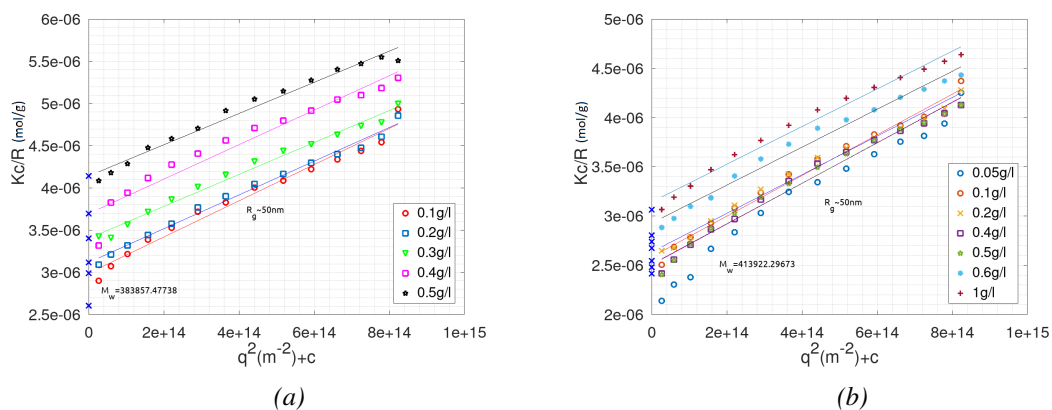 6e-06
5.5e-06
5e-06
4.5e-06
4e-06
3.5e-06
3e-06
2.5e-06
Kc/R (mol/g)
0
2e+14
4e+14
6e+14
8e+14
1e+15
q^2(m^-2)+c
R_g~50nm
M_w=383857.47738
0.1g/l
0.2g/l
0.3g/l
0.4g/l
0.5g/l
(a)
5e-06
4.5e-06
4e-06
3.5e-06
3e-06
2.5e-06
2e-06
Kc/R (mol/g)
0
2e+14
4e+14
6e+14
8e+14
1e+15
q^2(m^-2)+c
R_g~50nm
M_w=413922.29673
0.05g/l
0.1g/l
0.2g/l
0.4g/l
0.5g/l
0.6g/l
1g/l
(b)